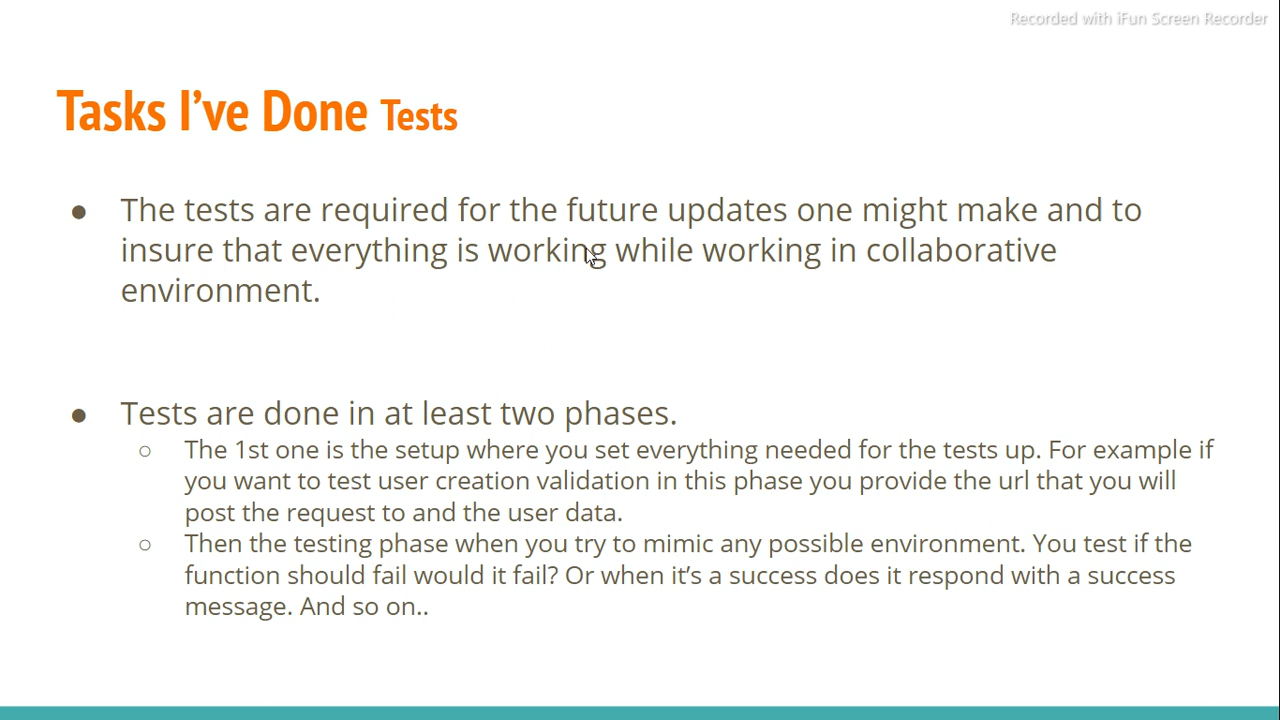 Recorded with iFun Screen Recorder
Tasks I've Done Tests
● The tests are required for the future updates one might make and to
insure that everything is working while working in collaborative
environment.
● Tests are done in at least two phases.
○ The 1st one is the setup where you set everything needed for the tests up. For example if
you want to test user creation validation in this phase you provide the url that you will
post the request to and the user data.
○ Then the testing phase when you try to mimic any possible environment. You test if the
function should fail would it fail? Or when it's a success does it respond with a success
message. And so on..